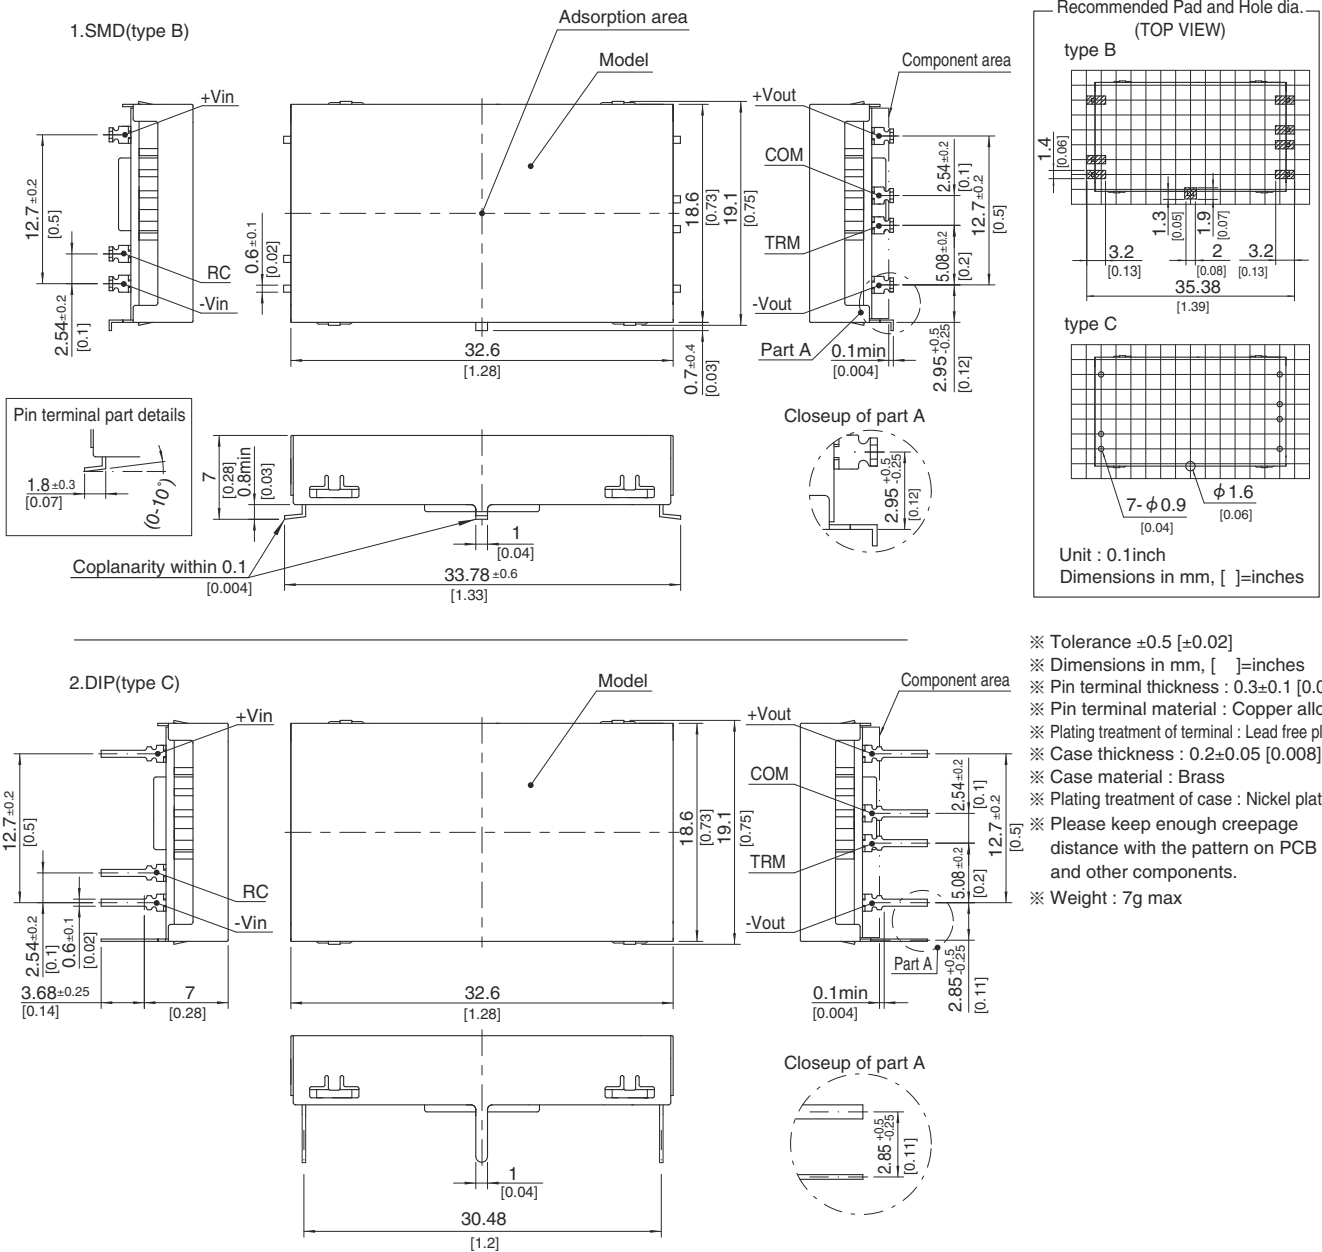 1.SMD(type B)
Adsorption area
Model
+Vin
RC
-Vin
12.7±0.2
[0.5]
2.54±0.2
[0.1]
0.6±0.1
[0.02]
18.6
[0.73]
19.1
[0.75]
32.6
[1.28]
0.7±0.4
[0.03]
Component area
+Vout
COM
TRM
-Vout
2.54±0.2
[0.1]
12.7±0.2
[0.5]
5.08±0.2
[0.2]
Part A
0.1min
[0.004]
2.95 +0.5 -0.25
[0.12]
Pin terminal part details
1.8±0.3
[0.07]
(0-10°)
7
[0.28]
0.8min
[0.03]
Coplanarity within 0.1
[0.004]
1
[0.04]
33.78 ±0.6
[1.33]
Closeup of part A
2.95 +0.5 -0.25
[0.12]
Recommended Pad and Hole dia.
(TOP VIEW)
type B
1.4
[0.06]
1.3
[0.05]
1.9
[0.07]
3.2
[0.13]
2
[0.08]
3.2
[0.13]
35.38
[1.39]
type C
7-φ0.9
[0.04]
φ1.6
[0.06]
Unit : 0.1inch
Dimensions in mm, [ ]=inches
※ Tolerance ±0.5 [±0.02]
※ Dimensions in mm, [ ]=inches
※ Pin terminal thickness : 0.3±0.1 [0.0
※ Pin terminal material : Copper allo
※ Plating treatment of terminal : Lead free pl
※ Case thickness : 0.2±0.05 [0.008]
※ Case material : Brass
※ Plating treatment of case : Nickel plat
※ Please keep enough creepage
distance with the pattern on PCB
and other components.
※ Weight : 7g max
2.DIP(type C)
Model
+Vin
RC
-Vin
12.7±0.2
[0.5]
2.54±0.2
[0.1]
0.6±0.1
[0.02]
3.68±0.25
[0.14]
7
[0.28]
18.6
[0.73]
19.1
[0.75]
32.6
[1.28]
Component area
+Vout
COM
TRM
-Vout
2.54±0.2
[0.1]
12.7±0.2
[0.5]
5.08±0.2
[0.2]
Part A
0.1min
[0.004]
2.85 +0.5 -0.25
[0.11]
1
[0.04]
30.48
[1.2]
Closeup of part A
2.85 +0.5 -0.25
[0.11]